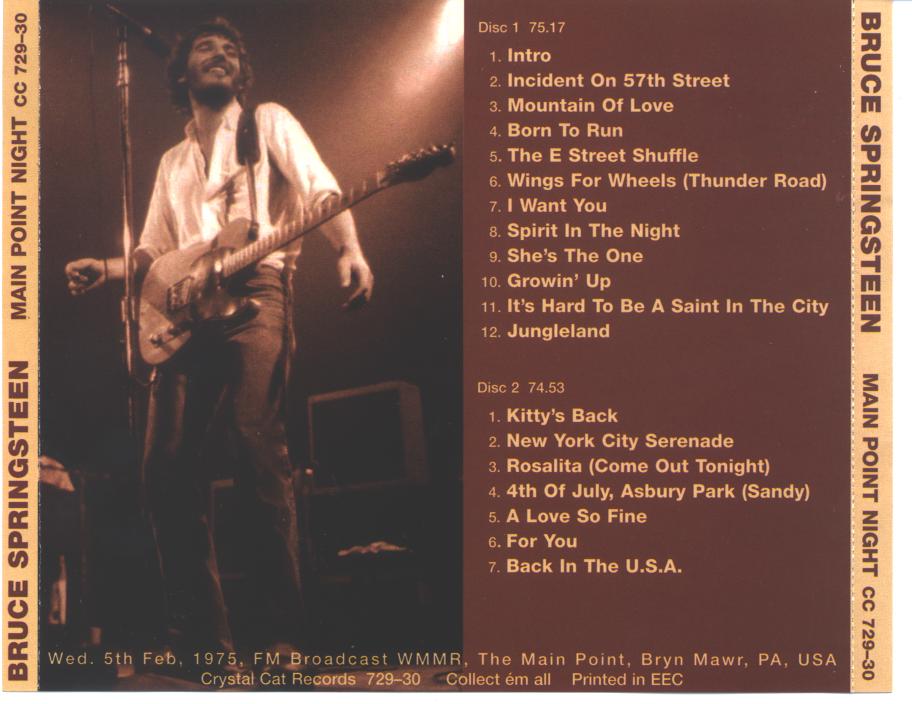 BRUCE SPRINGSTEEN MAIN POINT NIGHT CC 729–30
Disc 1 75.17
1. Intro
2. Incident On 57th Street
3. Mountain Of Love
4. Born To Run
5. The E Street Shuffle
6. Wings For Wheels (Thunder Road)
7. I Want You
8. Spirit In The Night
9. She's The One
10. Growin' Up
11. It's Hard To Be A Saint In The City
12. Jungleland
Disc 2 74.53
1. Kitty's Back
2. New York City Serenade
3. Rosalita (Come Out Tonight)
4. 4th Of July, Asbury Park (Sandy)
5. A Love So Fine
6. For You
7. Back In The U.S.A.
Wed. 5th Feb, 1975, FM Broadcast WMMR, The Main Point, Bryn Mawr, PA, USA
Crystal Cat Records 729–30 Collect ém all Printed in EEC
BRUCE SPRINGSTEEN MAIN POINT NIGHT CC 729–30